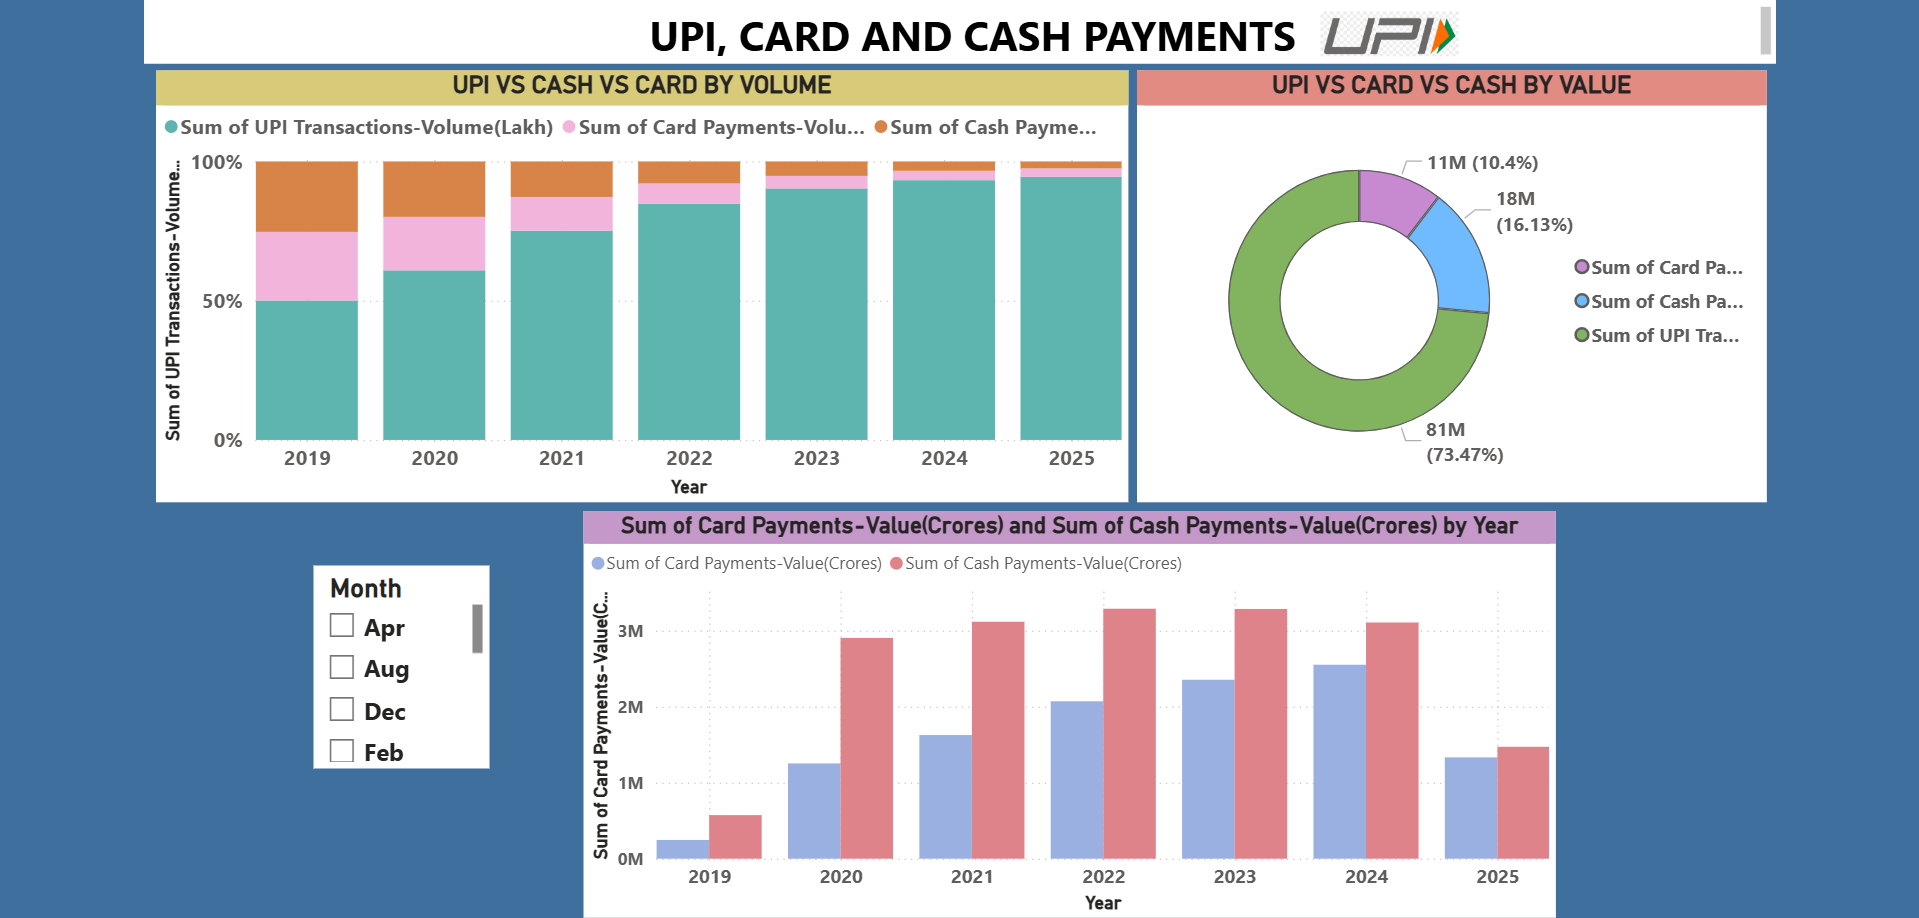 UPI, CARD AND CASH PAYMENTS UPI
UPI VS CASH VS CARD BY VOLUME
Sum of UPI Transactions-Volume(Lakh) Sum of Card Payments-Volu... Sum of Cash Payme...
Sum of UPI Transactions-Volume...
100%
50%
0%
2019 2020 2021 2022 2023 2024 2025
Year
UPI VS CARD VS CASH BY VALUE
11M (10.4%)
18M
(16.13%)
Sum of Card Pa...
Sum of Cash Pa...
Sum of UPI Tra...
81M
(73.47%)
Month
Apr
Aug
Dec
Feb
Sum of Card Payments-Value(Crores) and Sum of Cash Payments-Value(Crores) by Year
Sum of Card Payments-Value(Crores) Sum of Cash Payments-Value(Crores)
Sum of Card Payments-Value(C...
3M
2M
1M
0M
2019 2020 2021 2022 2023 2024 2025
Year